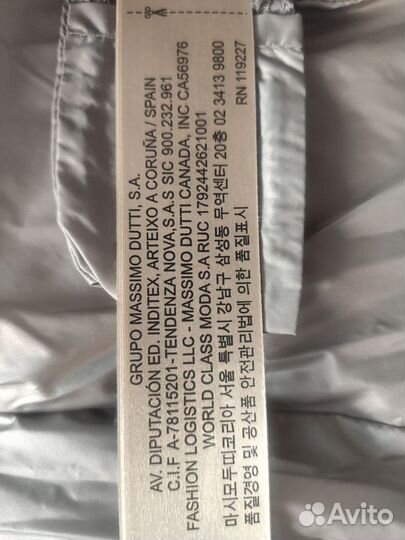 GRUPO MASSIMO DUTTI, S.A.
AV. DIPUTACIÓN ED. INDITEX, ARTEIXO A CORUÑA / SPAIN
C.I.F A-78115201-TENDENZA NOVA,S.A.S SIC 900.232.961
FASHION LOGISTICS LLC - MASSIMO DUTTI CANADA, INC CA56976
WORLD CLASS MODA S.A RUC 1792442621001
마시모두띠코리아 서울 특별시 강남구 삼성동 무역센터 20층 02 3413 9800
품질경영 및 공산품 안전관리법에 의한 품질표시
RN 119227
Avito